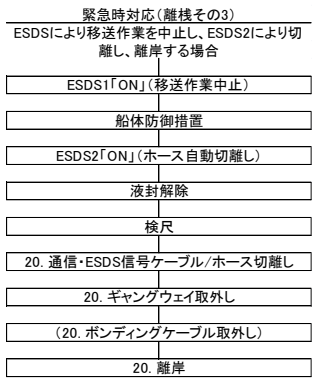 緊急時対応(離桟その3)
ESDSにより移送作業を中止し、ESDS2により切
離し、離岸する場合
ESDS1「ON」(移送作業中止)
船体防御措置
ESDS2「ON」(ホース自動切離し)
液封解除
検尺
20. 通信・ESDS信号ケーブル/ホース切離し
20. ギャングウェイ取外し
(20. ボンディングケーブル取外し)
20. 離岸